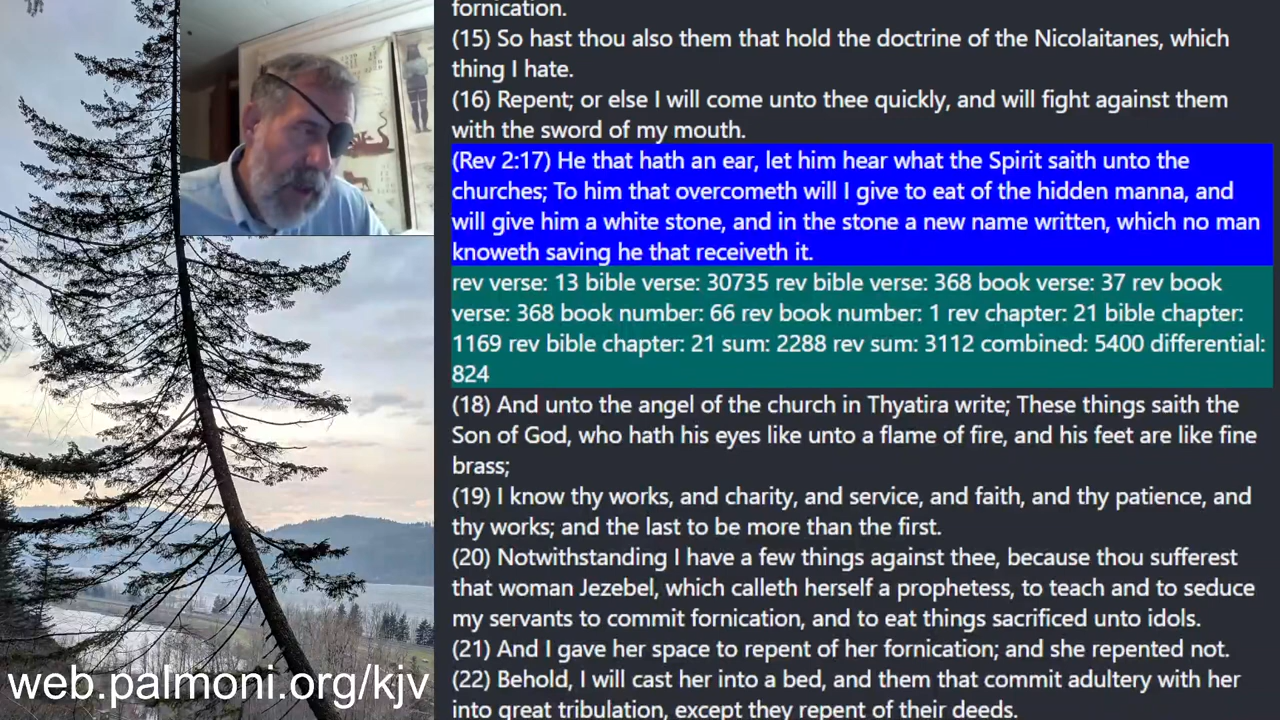 fornication.
(15) So hast thou also them that hold the doctrine of the Nicolaitanes, which
thing I hate.
(16) Repent; or else I will come unto thee quickly, and will fight against them
with the sword of my mouth.
(Rev 2:17) He that hath an ear, let him hear what the Spirit saith unto the
churches; To him that overcometh will I give to eat of the hidden manna, and
will give him a white stone, and in the stone a new name written, which no man
knoweth saving he that receiveth it.
rev verse: 13 bible verse: 30735 rev bible verse: 368 book verse: 37 rev book
verse: 368 book number: 66 rev book number: 1 rev chapter: 21 bible chapter:
1169 rev bible chapter: 21 sum: 2288 rev sum: 3112 combined: 5400 differential:
824
(18) And unto the angel of the church in Thyatira write; These things saith the
Son of God, who hath his eyes like unto a flame of fire, and his feet are like fine
brass;
(19) I know thy works, and charity, and service, and faith, and thy patience, and
thy works; and the last to be more than the first.
(20) Notwithstanding I have a few things against thee, because thou sufferest
that woman Jezebel, which calleth herself a prophetess, to teach and to seduce
my servants to commit fornication, and to eat things sacrificed unto idols.
(21) And I gave her space to repent of her fornication; and she repented not.
(22) Behold, I will cast her into a bed, and them that commit adultery with her
into great tribulation, except they repent of their deeds.
web.palmoni.org/kjv